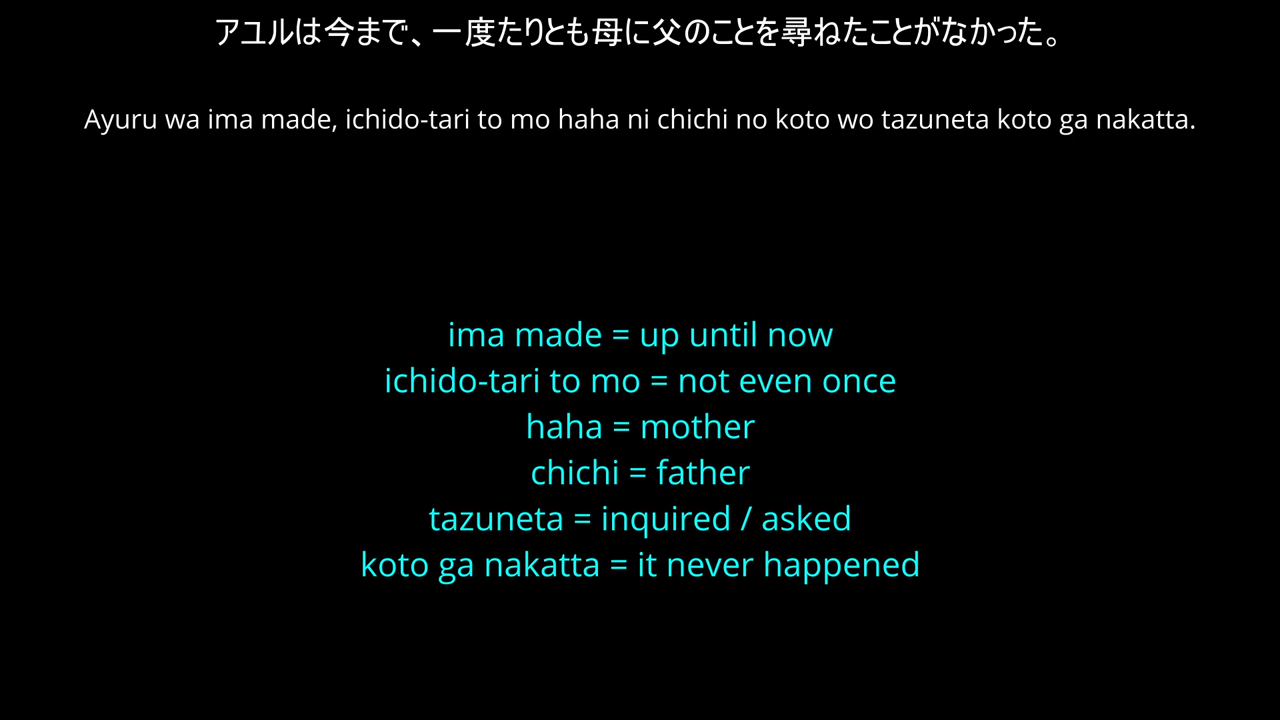 アユルは今まで、一度たりとも母に父のことを尋ねたことがなかった。
Ayuru wa ima made, ichido-tari to mo haha ni chichi no koto wo tazuneta koto ga nakatta.
ima made = up until now
ichido-tari to mo = not even once
haha = mother
chichi = father
tazuneta = inquired / asked
koto ga nakatta = it never happened